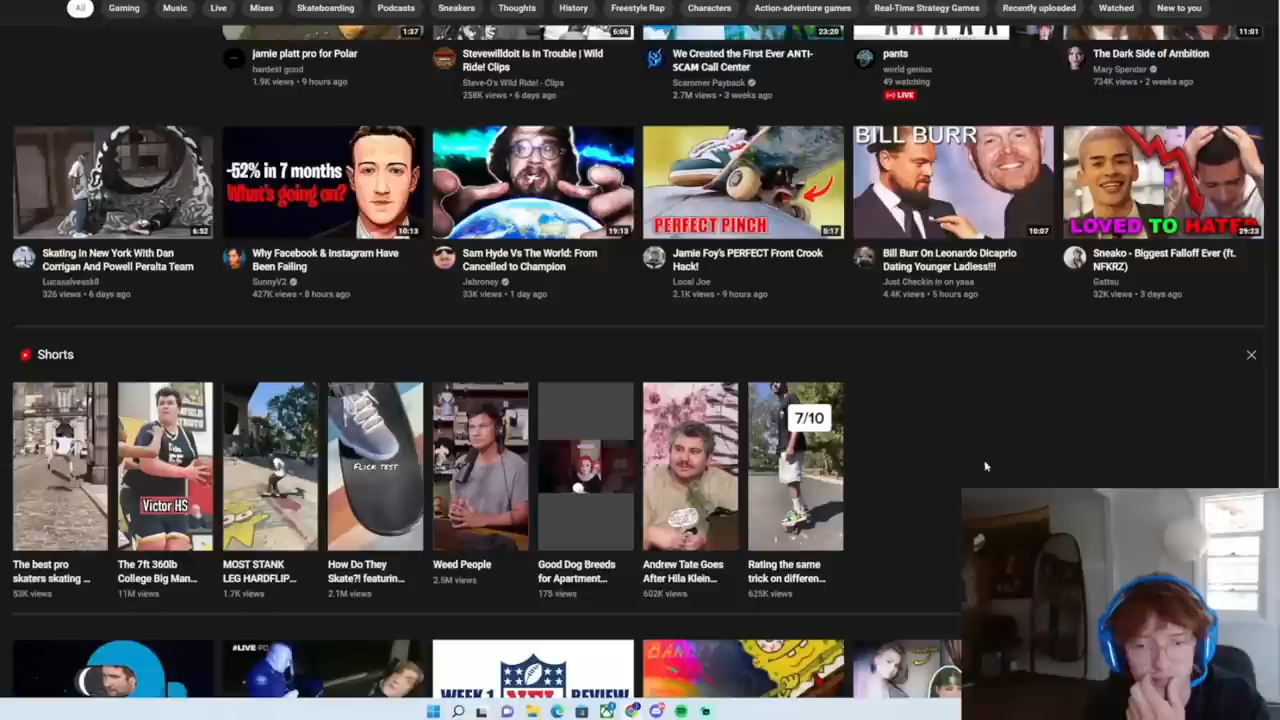 All Gaming Music Live Mixes Skateboarding Podcasts Sneakers Thoughts History Freestyle Rap Characters Action-adventure games Real-Time Strategy Games Recently uploaded Watched New to you
1:37
6:06
23:20
11:01
jamie platt pro for Polar
hardest good
1.9K views • 9 hours ago
Stevewilldoit Is In Trouble | Wild
Ride! Clips
Steve-O's Wild Ride! - Clips
258K views • 6 days ago
We Created the First Ever ANTI-
SCAM Call Center
Scammer Payback
2.7M views • 3 weeks ago
pants
world genius
49 watching
LIVE
The Dark Side of Ambition
Mary Spender
734K views • 2 weeks ago
6:52
-52% in 7 months
What's going on?
10:13
19:13
PERFECT PINCH
8:17
BILL BURR
10:07
LOVED TO HATED
29:23
Skating In New York With Dan
Corrigan And Powell Peralta Team
Lucasalvessk8
326 views • 6 days ago
Why Facebook & Instagram Have
Been Failing
SunnyV2
427K views • 8 hours ago
Sam Hyde Vs The World: From
Cancelled to Champion
Jabroney
33K views • 1 day ago
Jamie Foy's PERFECT Front Crook
Hack!
Local Joe
2.1K views • 9 hours ago
Bill Burr On Leonardo Dicaprio
Dating Younger Ladiess!!!
Just Checkin in on yaaa
4.4K views • 5 hours ago
Sneako - Biggest Falloff Ever (ft.
NFKRZ)
Gattsu
32K views • 3 days ago
Shorts
Victor HS
FLICK TEST
7/10
The best pro
skaters skating ...
53K views
The 7ft 360lb
College Big Man...
11M views
MOST STANK
LEG HARDFLIP...
1.7K views
How Do They
Skate?! featurin...
2.1M views
Weed People
2.5M views
Good Dog Breeds
for Apartment...
175 views
Andrew Tate Goes
After Hila Klein...
602K views
Rating the same
trick on differen...
625K views
#LIVE PD
WEEK 1 NFL REVIEW